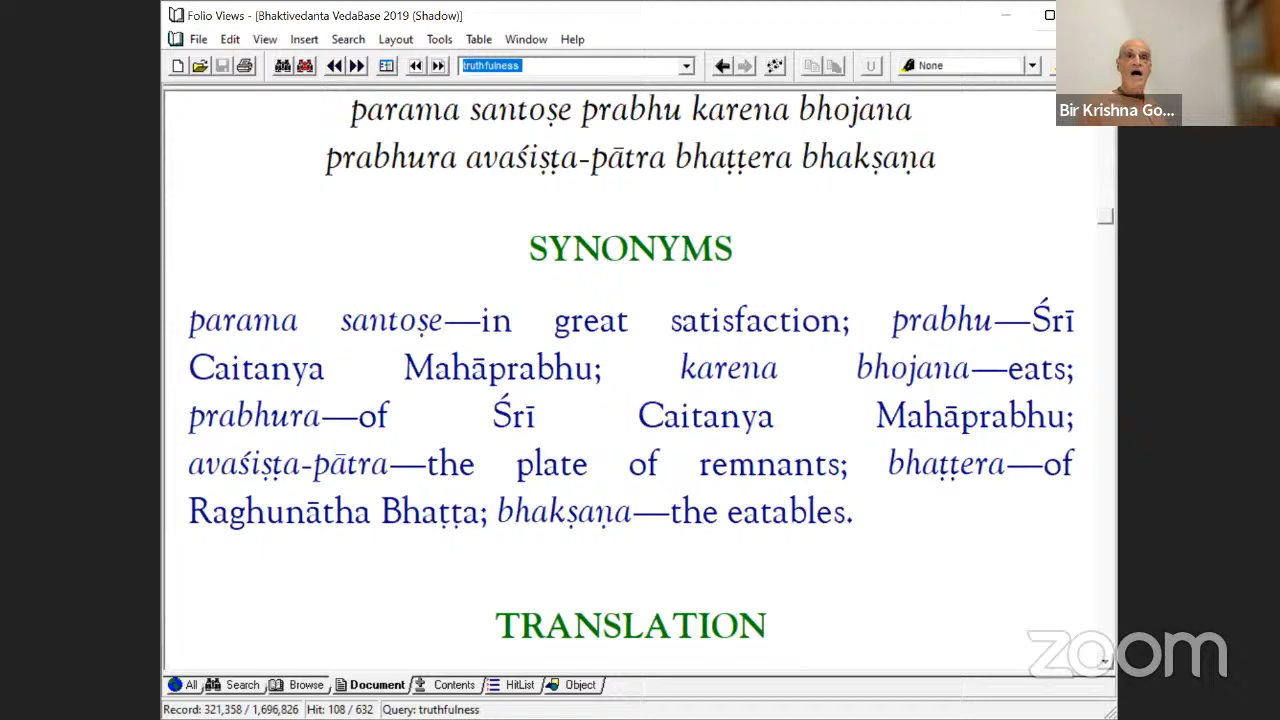 Folio Views - [Bhaktivedanta VedaBase 2019 (Shadow)]
File Edit View Insert Search Layout Tools Table Window Help
truthfulness
U
None
Bir Krishna Go...
parama santoṣe prabhu karena bhojana
prabhura avaśiṣṭa-pātra bhaṭṭera bhakṣaṇa
SYNONYMS
parama santoṣe—in great satisfaction; prabhu—Śrī
Caitanya Mahāprabhu; karena bhojana—eats;
prabhura—of Śrī Caitanya Mahāprabhu;
avaśiṣṭa-pātra—the plate of remnants; bhaṭṭera—of
Raghunātha Bhaṭṭa; bhakṣaṇa—the eatables.
TRANSLATION
zoom
All Search Browse Document Contents HitList Object
Record: 321,358 / 1,696,826 Hit: 108 / 632 Query: truthfulness